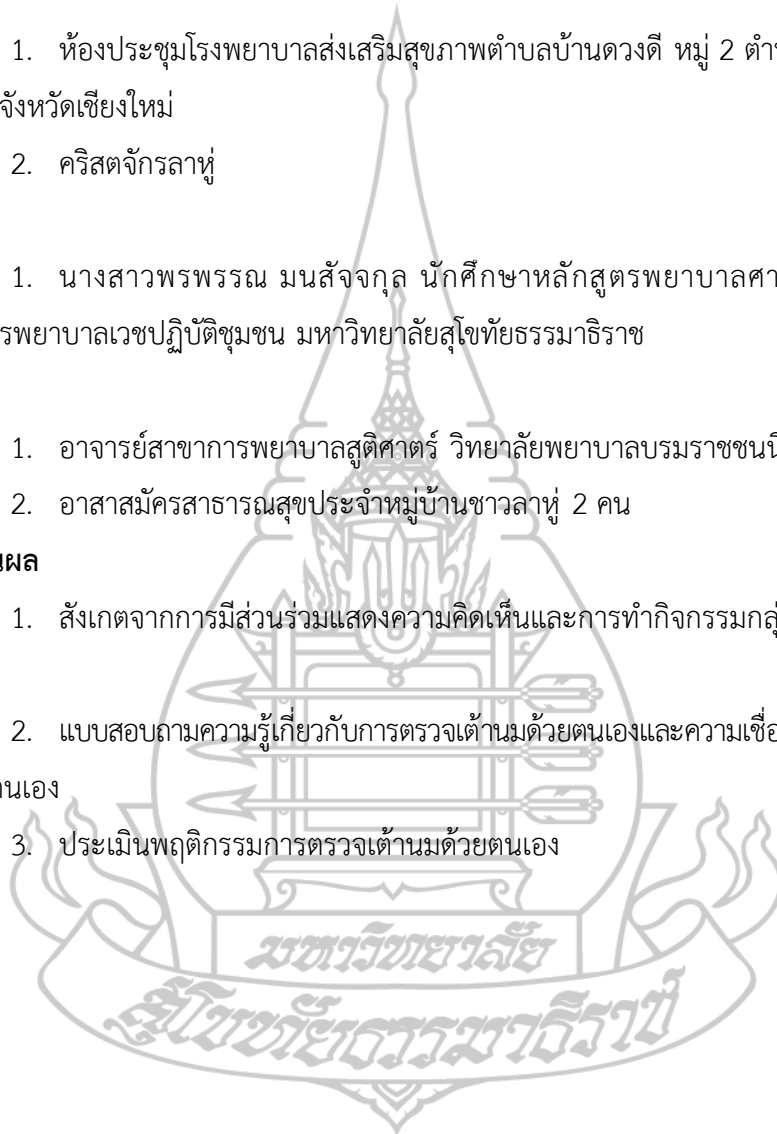 1. ห้องประชุมโรงพยาบาลส่งเสริมสุขภาพตำบลบ้านดวงดี หมู่ 2
จังหวัดเชียงใหม่
2. คริสตจักรลาหู่
1. นางสาวพรพรรณ มนสัจจกุล นักศึกษาหลักสูตรพยาบาลศา
รพยาบาลเวชปฏิบัติชุมชน มหาวิทยาลัยสุโขทัยธรรมาธิราช
1. อาจารย์สาขาการพยาบาลสูติศาตร์ วิทยาลัยพยาบาลบรมราชชนนี
2. อาสาสมัครสาธารณสุขประจำหมู่บ้านชาวลาหู่ 2 คน
นผล
1. สังเกตจากการมีส่วนร่วมแสดงความคิดเห็นและการทำกิจกรรมกลุ่
2. แบบสอบถามความรู้เกี่ยวกับการตรวจเต้านมด้วยตนเองและความเชื่อ
านเอง
3. ประเมินพฤติกรรมการตรวจเต้านมด้วยตนเอง
มหาวิทยาลัย
สุโขทัยธรรมาธิราช